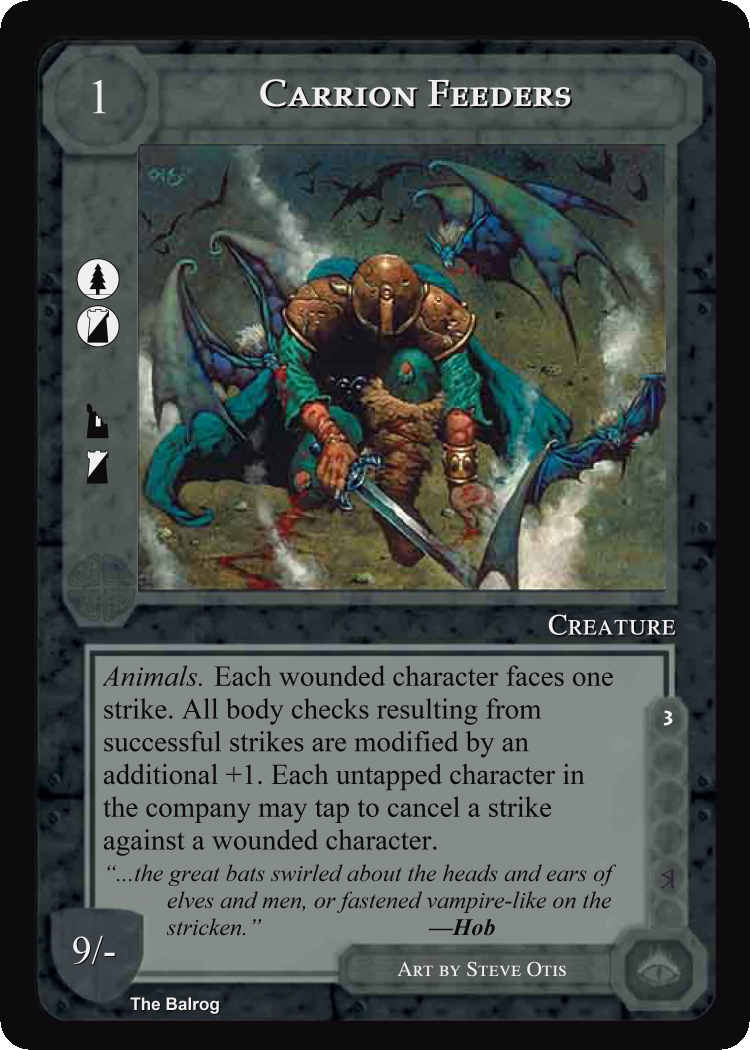 1
Carrion Feeders
Otis
Creature
Animals. Each wounded character faces one
strike. All body checks resulting from
successful strikes are modified by an
additional +1. Each untapped character in
the company may tap to cancel a strike
against a wounded character.
3
“...the great bats swirled about the heads and ears of
elves and men, or fastened vampire-like on the
stricken.” —Hob
9/-
Art by Steve Otis
The Balrog